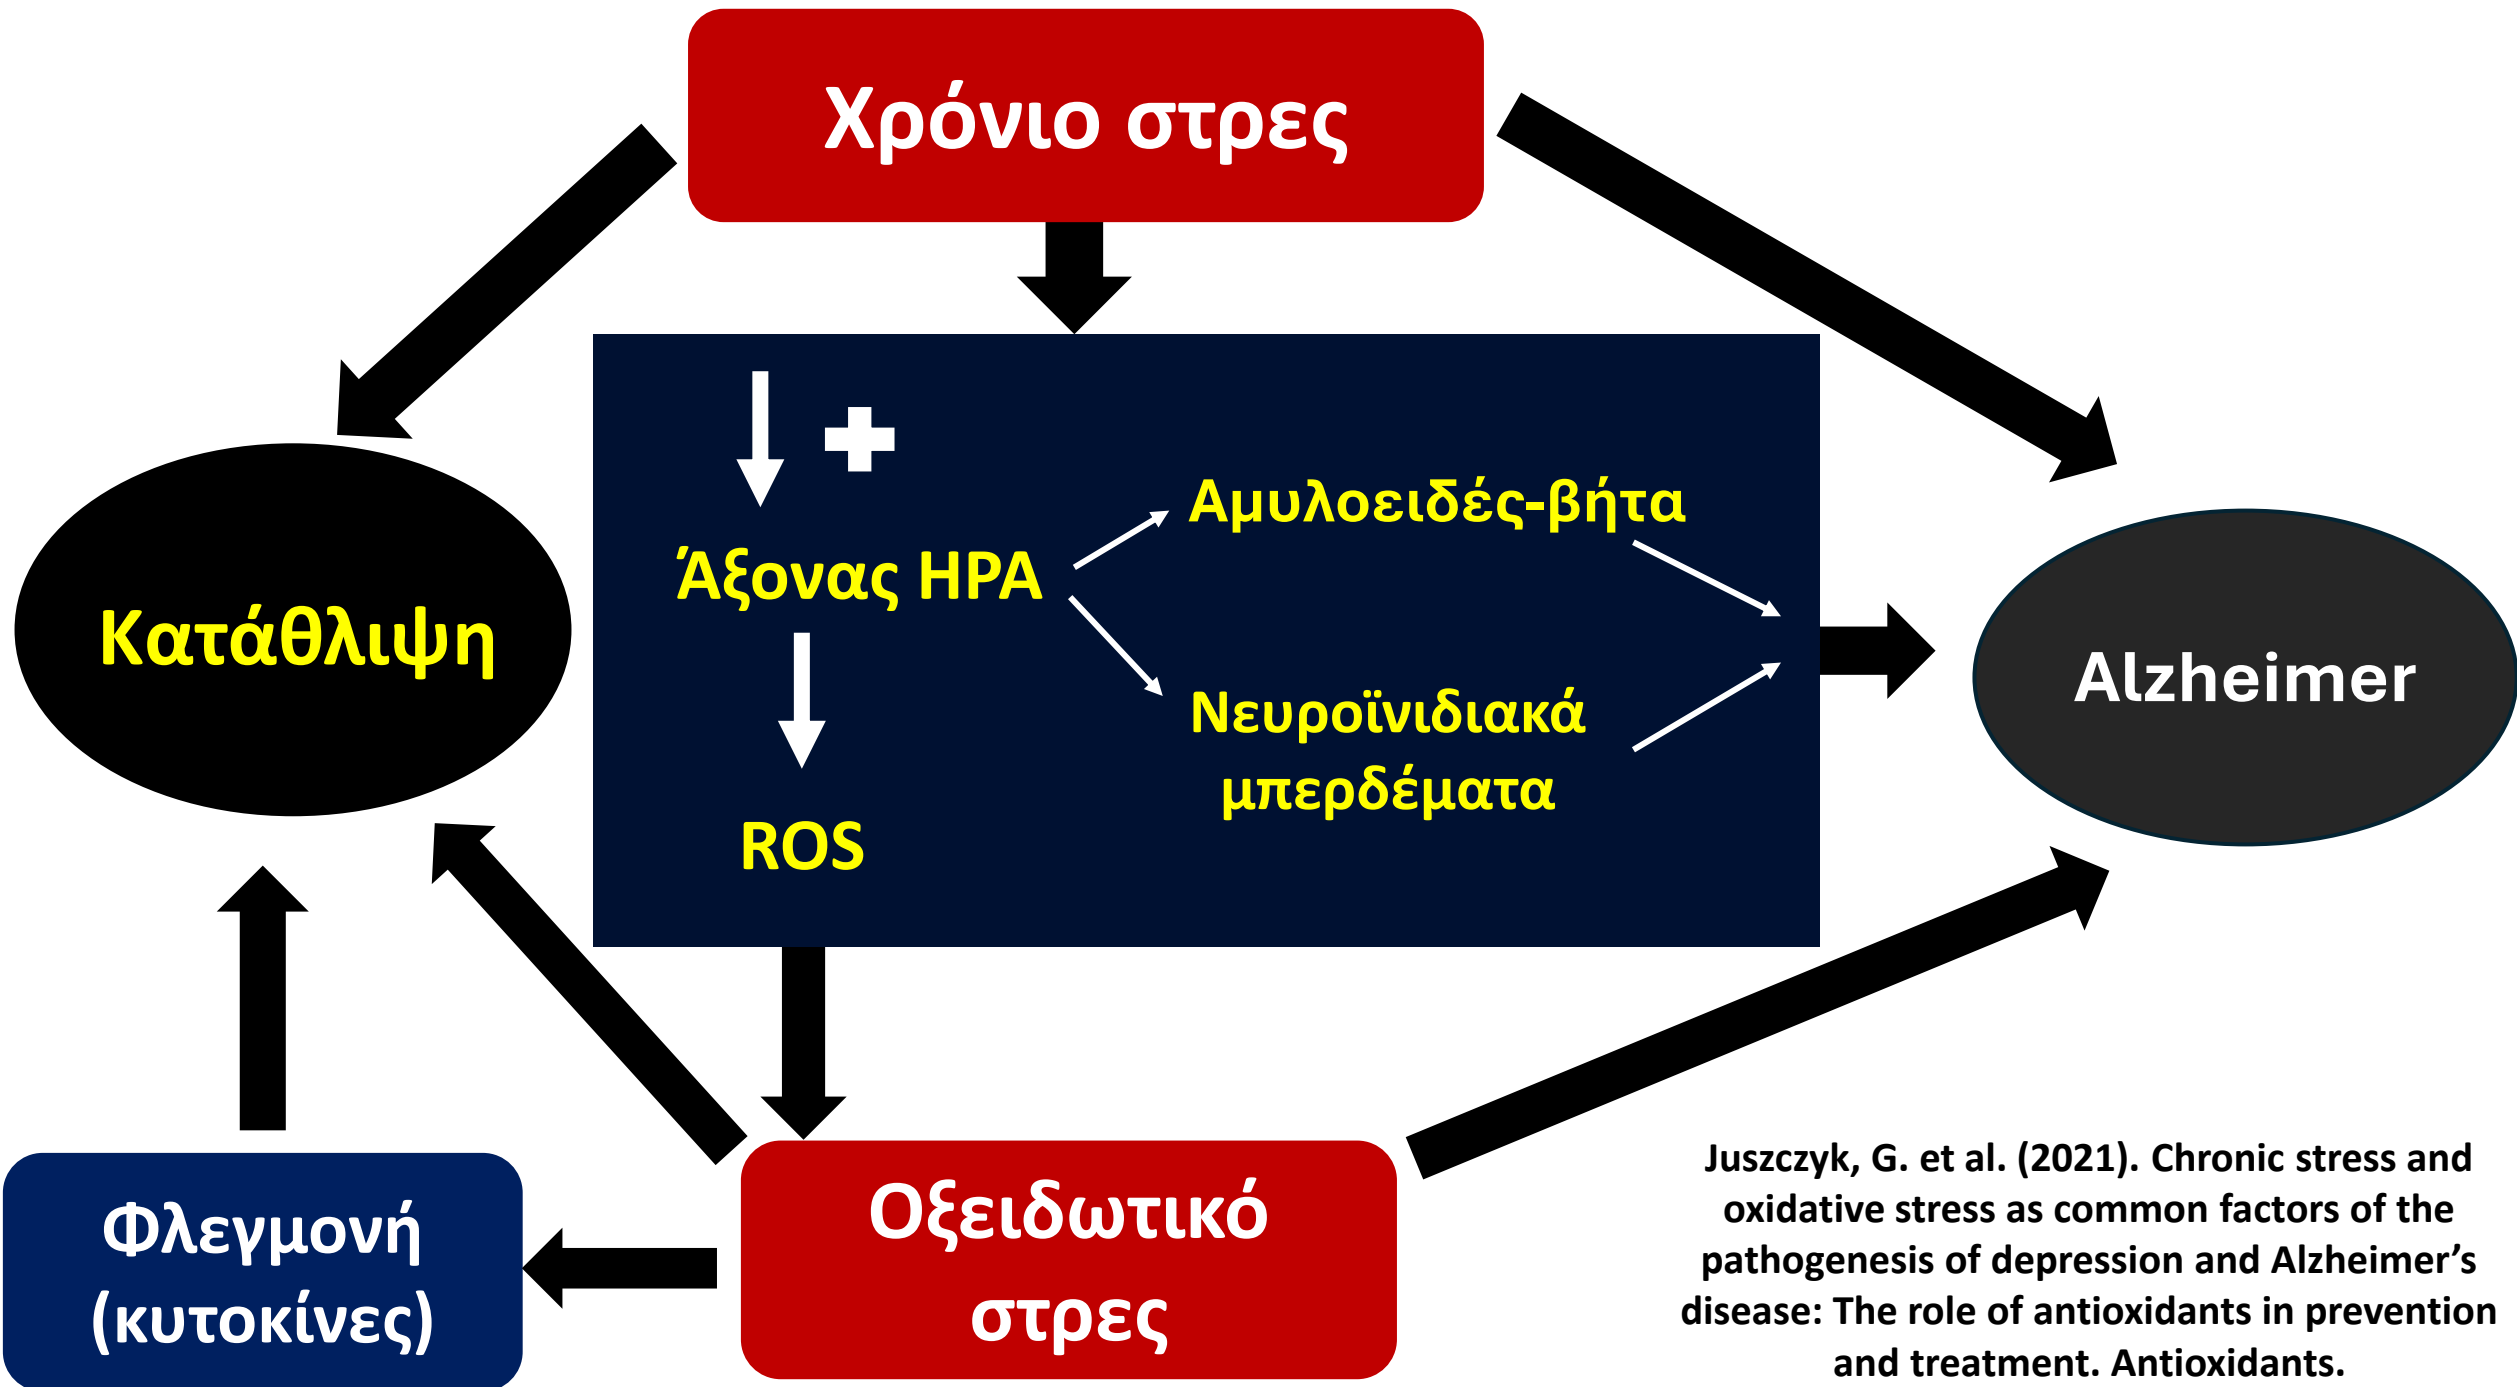 Χρόνιο στρες
Αμυλοειδές-βήτα
Άξονας HPA
Κατάθλιψη
Alzheimer
Νευροϊνιδιακά
μπερδέματα
ROS
Φλεγμονή
(κυτοκίνες)
Οξειδωτικό
στρες
Juszczyk, G. et al. (2021). Chronic stress and
oxidative stress as common factors of the
pathogenesis of depression and Alzheimer’s
disease: The role of antioxidants in prevention
and treatment. Antioxidants.